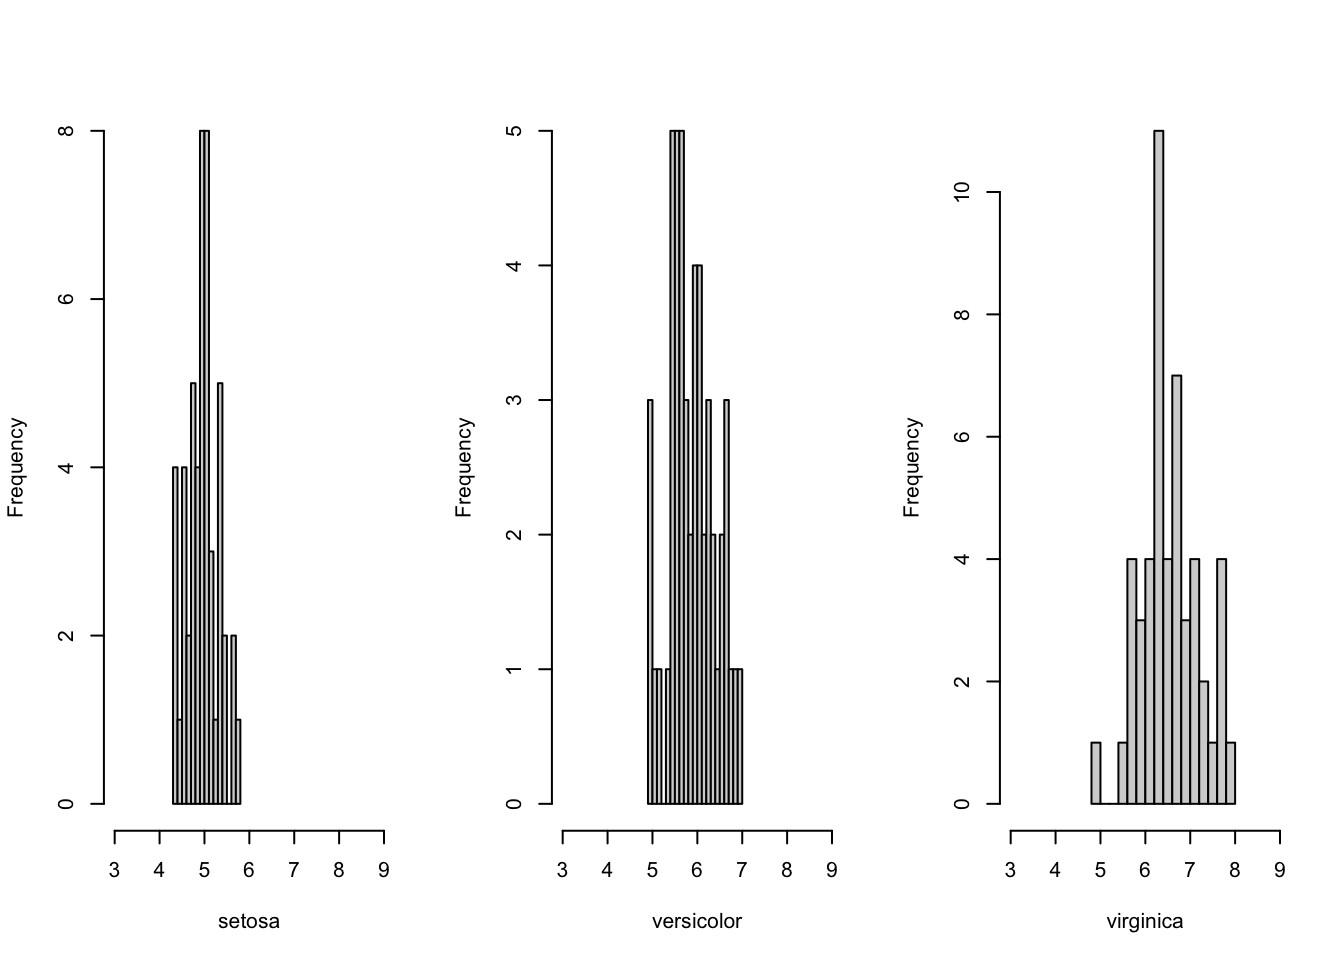 Frequency
0 2 4 6 8
3 4 5 6 7 8 9
setosa
Frequency
0 1 2 3 4 5
3 4 5 6 7 8 9
versicolor
Frequency
0 2 4 6 8 10
3 4 5 6 7 8 9
virginica